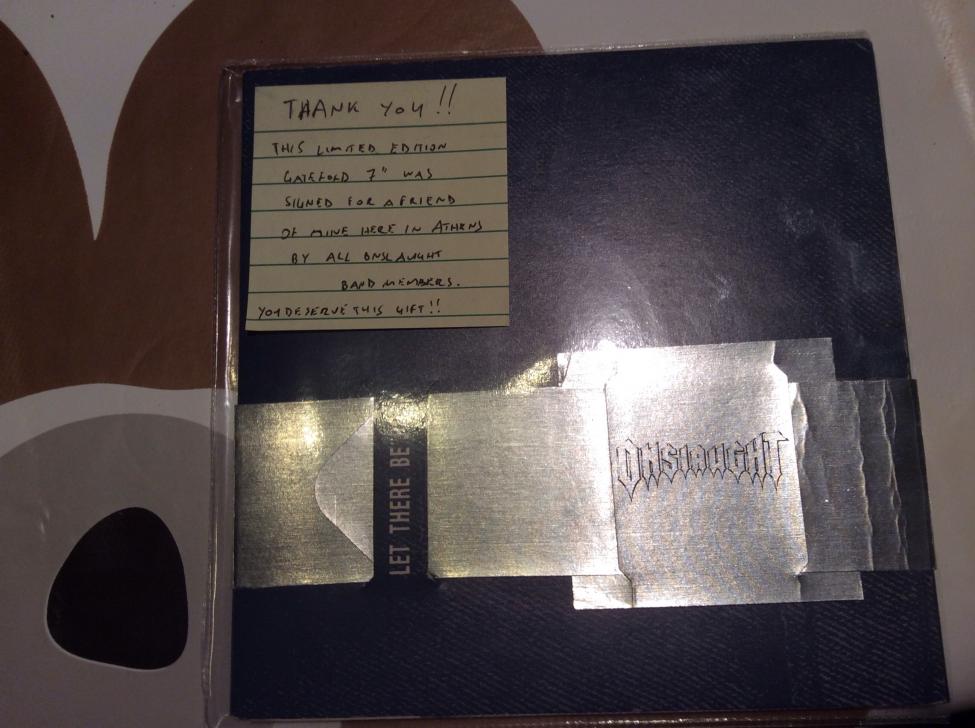 THANK YOU!!
THIS LIMITED EDITION
GATEFOLD 7" WAS
SIGNED FOR A FRIEND
OF MINE HERE IN ATHENS
BY ALL ONSLAUGHT
BAND MEMBERS.
YOU DESERVE THIS GIFT!!
LET THERE BE
ONSLAUGHT